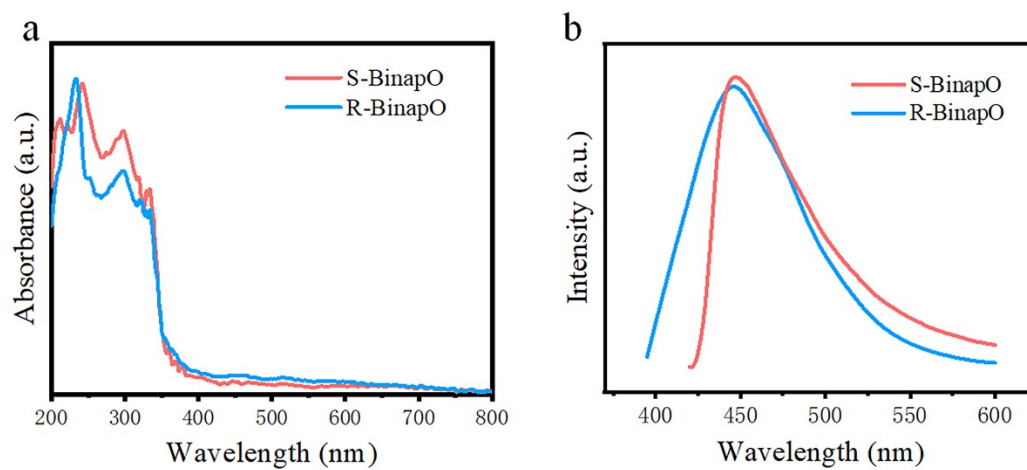 a
S-BinapO
R-BinapO
Absorbance (a.u.)
200 300 400 500 600 700 800
Wavelength (nm)
b
S-BinapO
R-BinapO
Intensity (a.u.)
400 450 500 550 600
Wavelength (nm)